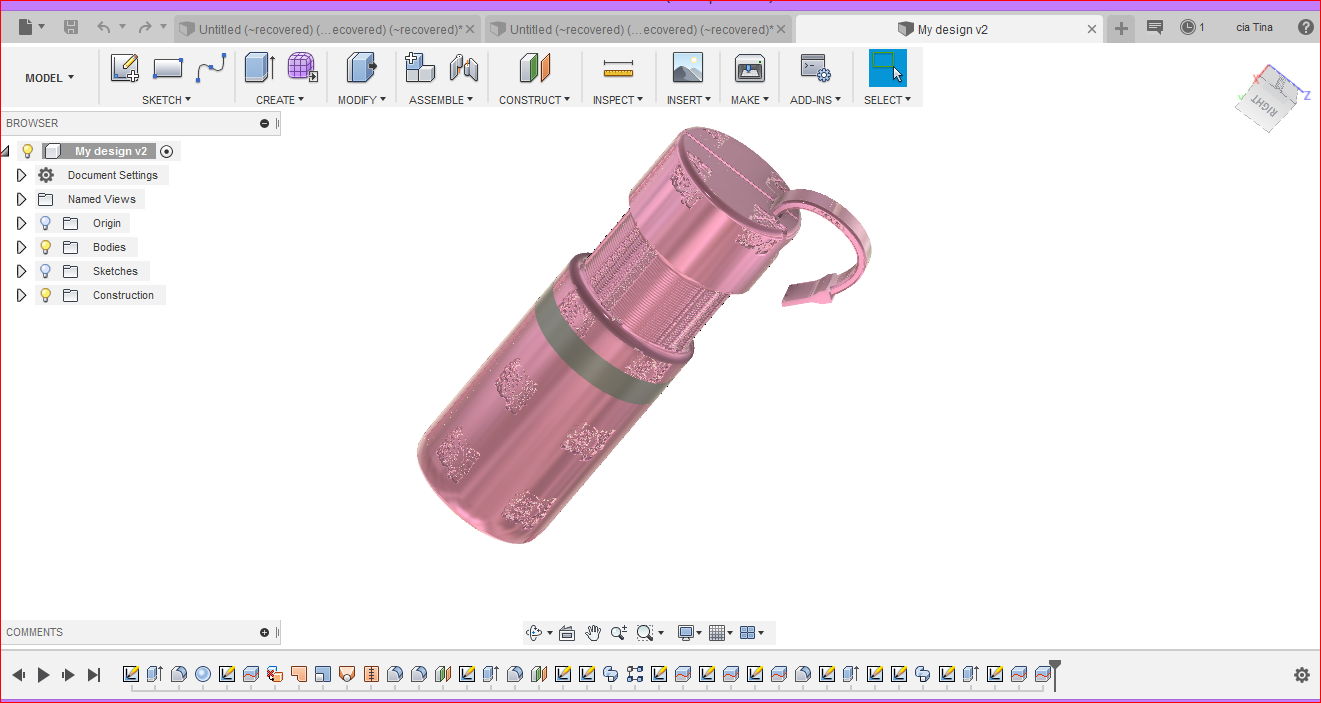 Untitled (~recovered) (...ecovered) (~recovered)*
Untitled (~recovered) (...ecovered) (~recovered)*
My design v2
1
cia Tina
MODEL
SKETCH
CREATE
MODIFY
ASSEMBLE
CONSTRUCT
INSPECT
INSERT
MAKE
ADD-INS
SELECT
RIGHT
X
Z
BROWSER
My design v2
Document Settings
Named Views
Origin
Bodies
Sketches
Construction
COMMENTS